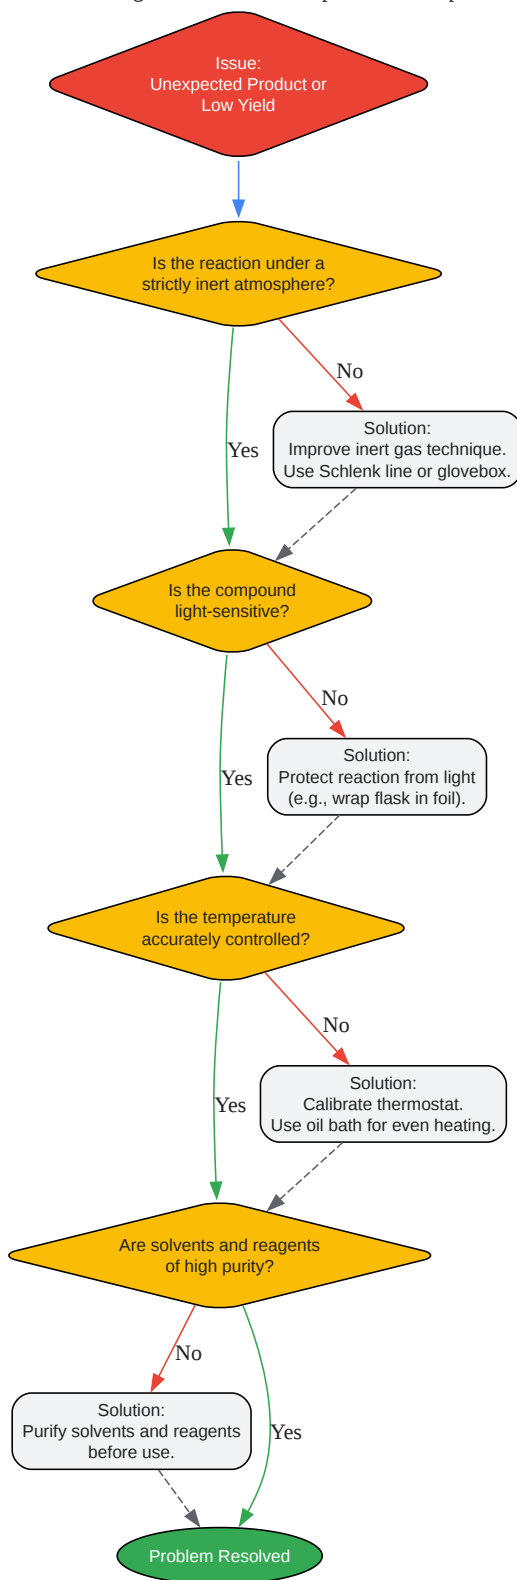 Issue:
Unexpected Product or
Low Yield
Is the reaction under a
strictly inert atmosphere?
No
Solution:
Improve inert gas technique.
Use Schlenk line or glovebox.
Yes
Is the compound
light-sensitive?
No
Solution:
Protect reaction from light
(e.g., wrap flask in foil).
Yes
Is the temperature
accurately controlled?
No
Solution:
Calibrate thermostat.
Use oil bath for even heating.
Yes
Are solvents and reagents
of high purity?
No
Solution:
Purify solvents and reagents
before use.
Yes
Problem Resolved